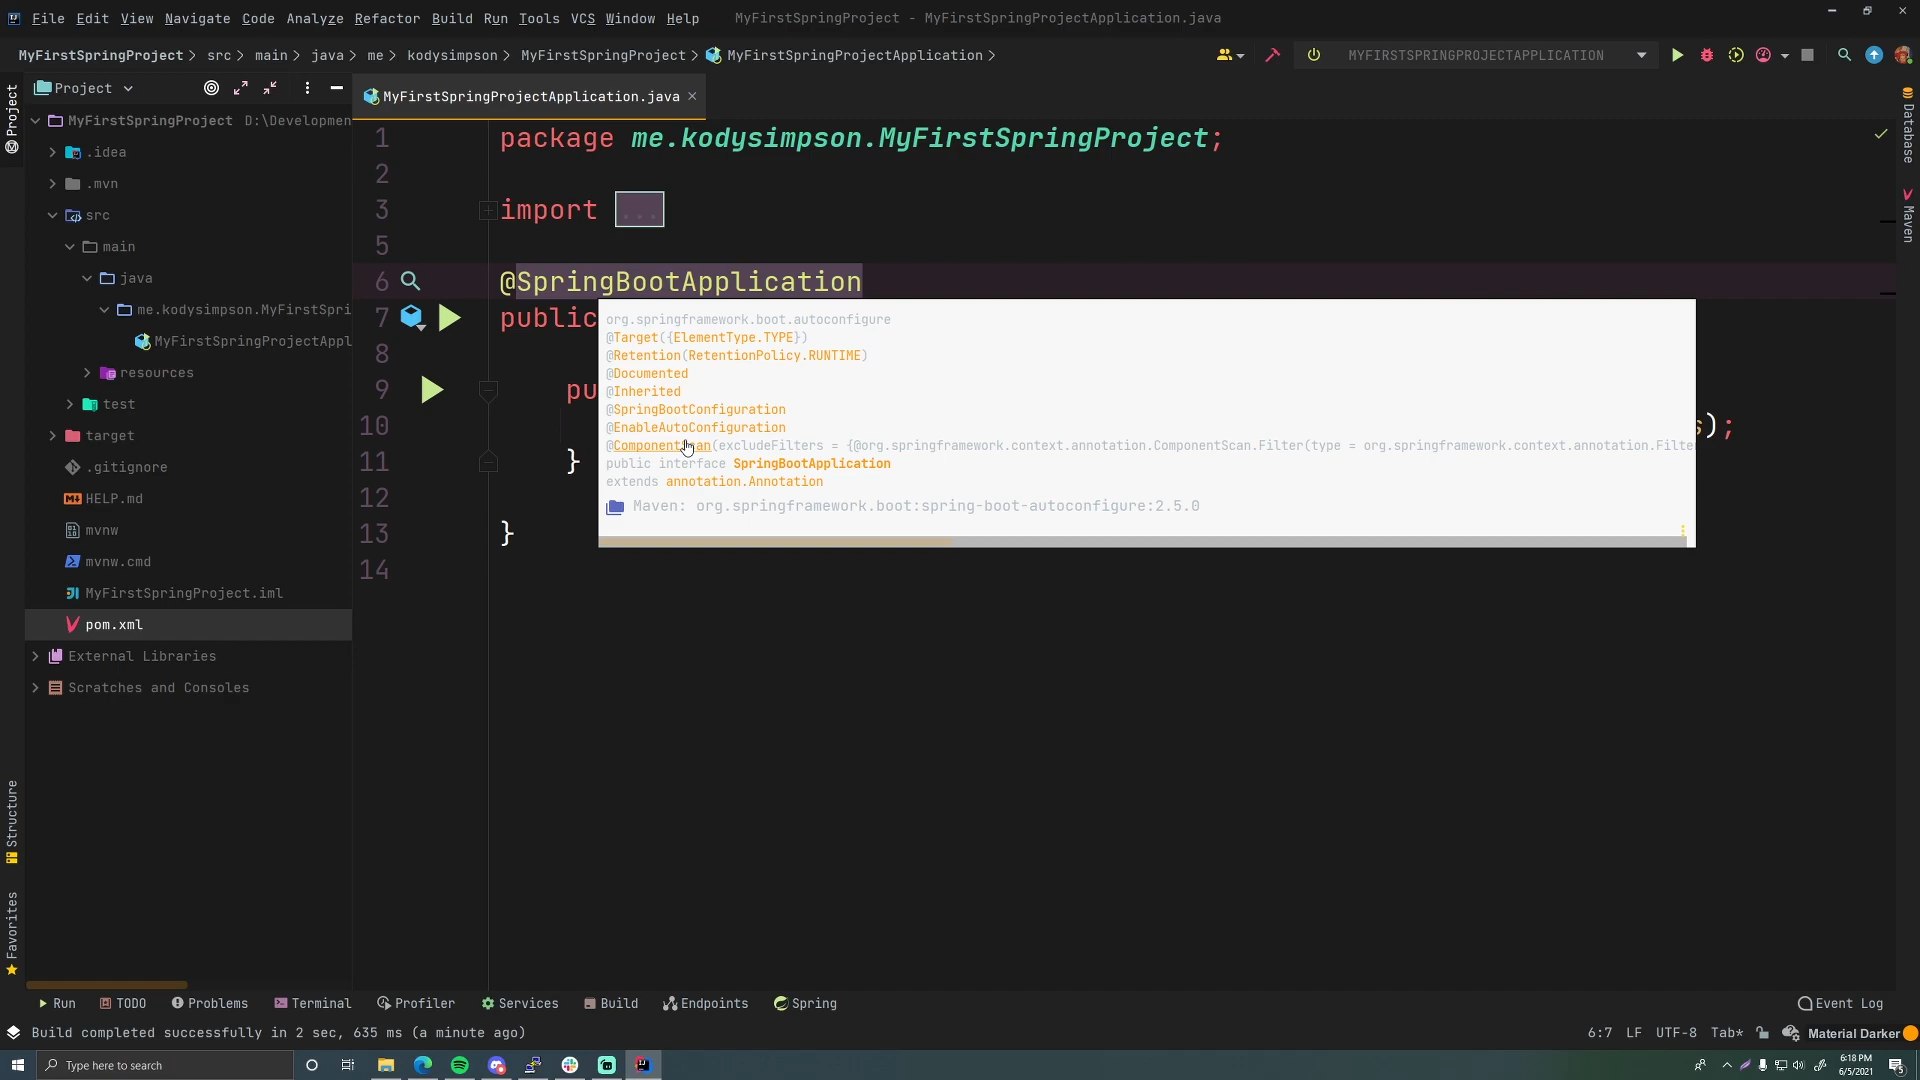 File Edit View Navigate Code Analyze Refactor Build Run Tools VCS Window Help MyFirstSpringProject - MyFirstSpringProjectApplication.java
MyFirstSpringProject > src > main > java > me > kodysimpson > MyFirstSpringProject > MyFirstSpringProjectApplication > MYFIRSTSPRINGPROJECTAPPLICATION
Project
MyFirstSpringProjectApplication.java
MyFirstSpringProject D:\Developmen
.idea
.mvn
src
main
java
me.kodysimpson.MyFirstSpri
MyFirstSpringProjectAppl
resources
test
target
.gitignore
HELP.md
mvnw
mvnw.cmd
MyFirstSpringProject.iml
pom.xml
External Libraries
Scratches and Consoles
Project
Structure
Favorites
1 package me.kodysimpson.MyFirstSpringProject;
2
3 import ...
5
6 @SpringBootApplication
7 public
8
9 pu
10 );
11 }
12
13 }
14
org.springframework.boot.autoconfigure
@Target({ElementType.TYPE})
@Retention(RetentionPolicy.RUNTIME)
@Documented
@Inherited
@SpringBootConfiguration
@EnableAutoConfiguration
(excludeFilters = {@org.springframework.context.annotation.ComponentScan.Filter(type = org.springframework.context.annotation.Filte
public interface SpringBootApplication
extends annotation.Annotation
Maven: org.springframework.boot:spring-boot-autoconfigure:2.5.0
Database
Maven
Run TODO Problems Terminal Profiler Services Build Endpoints Spring Event Log
Build completed successfully in 2 sec, 635 ms (a minute ago) 6:7 LF UTF-8 Tab* Material Darker
Type here to search
6:18 PM
6/5/2021
5